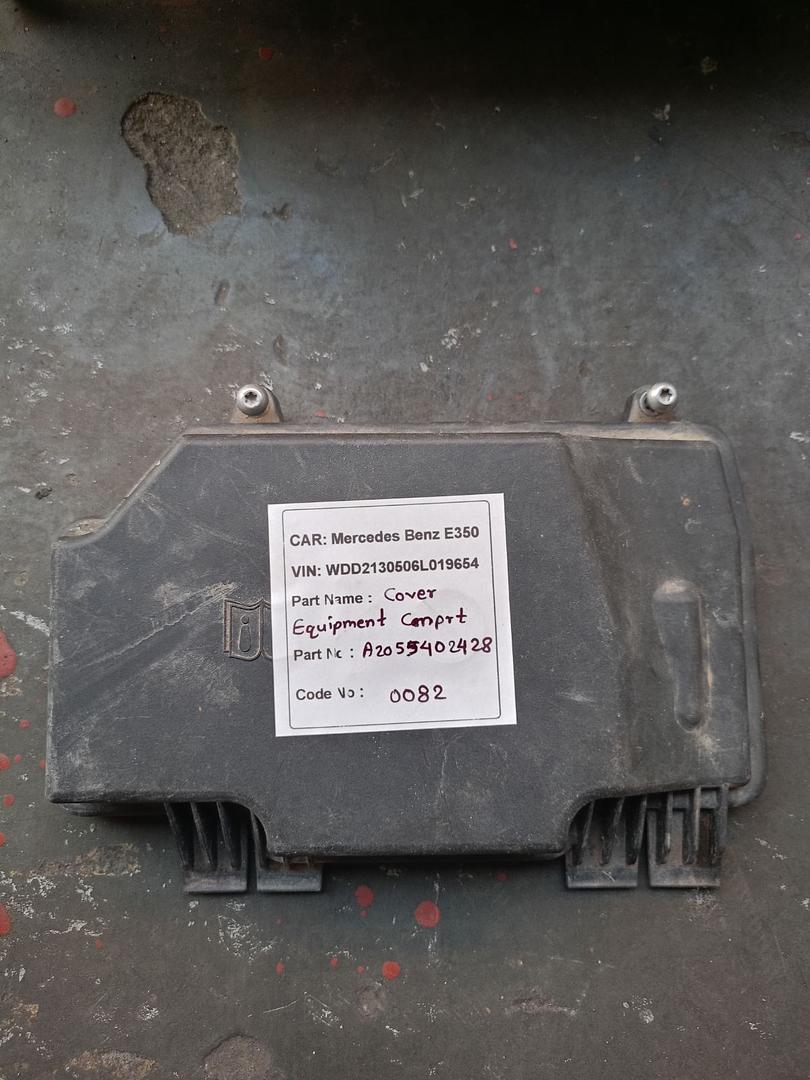 CAR: Mercedes Benz E350
VIN: WDD2130506L019654
Part Name : Cover
Equipment Comprt
Part No : A2055402428
Code No : 0082
i